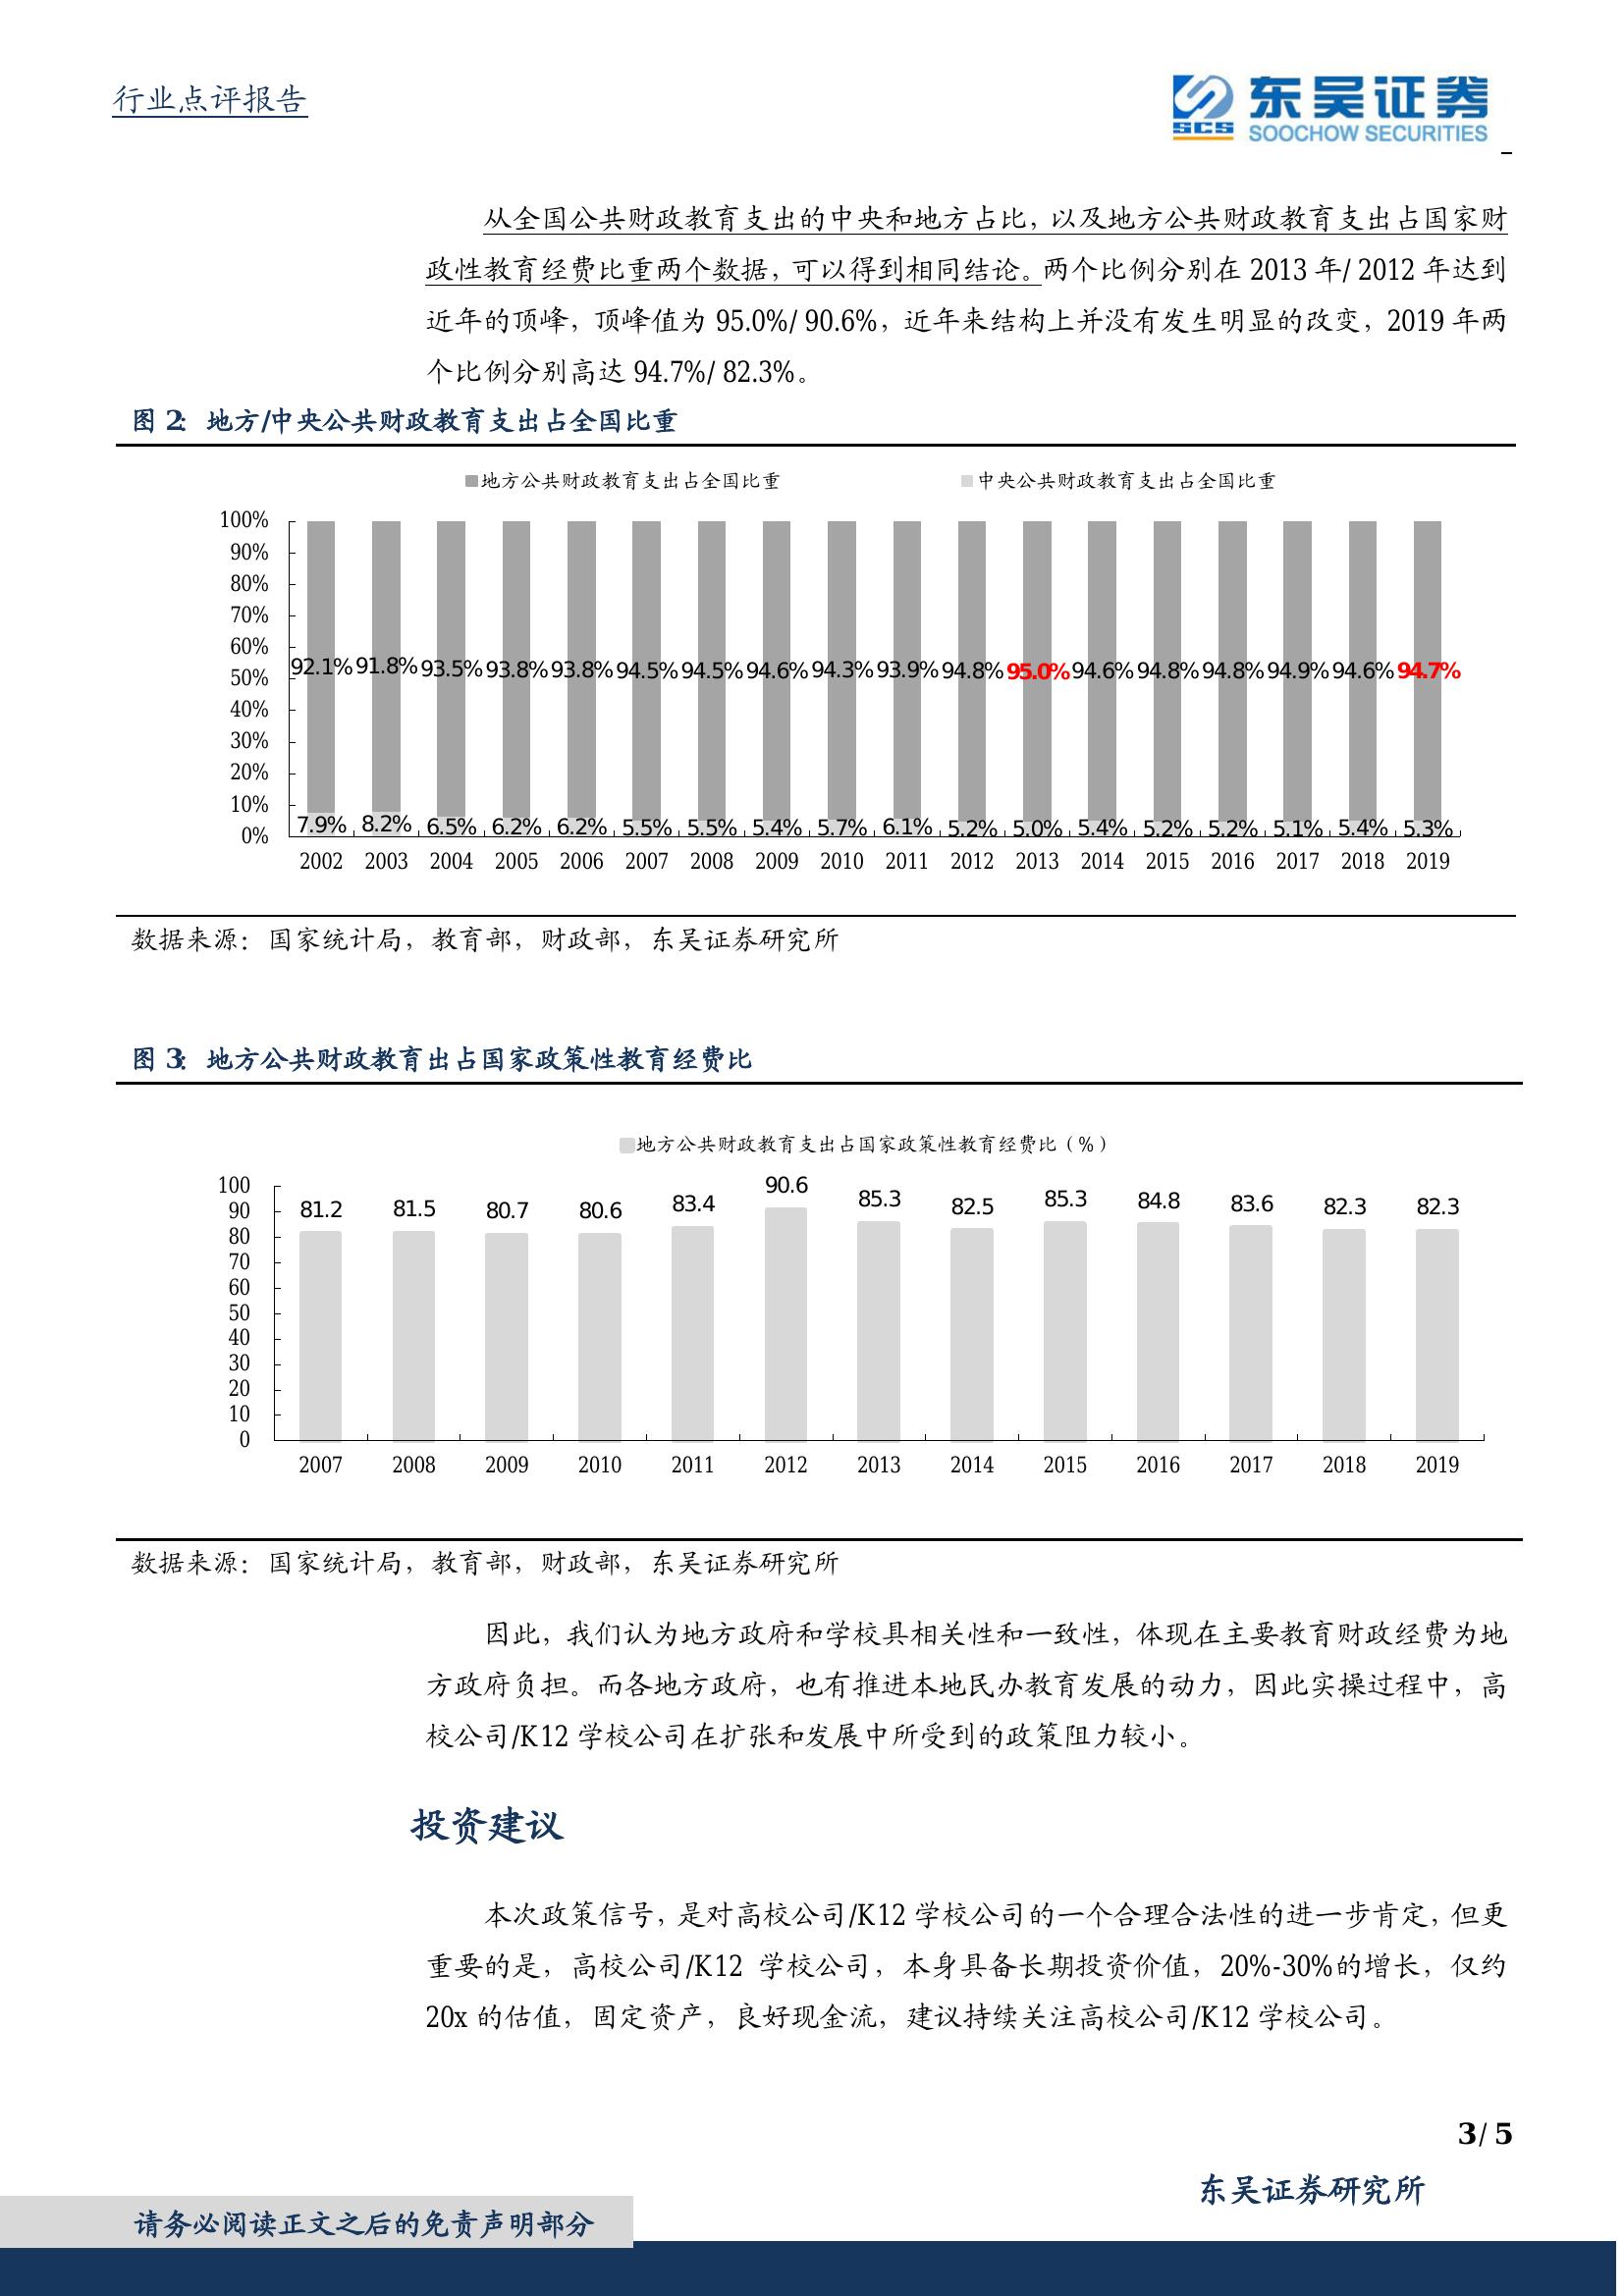 行业点评报告
SCS 东吴证券
SOOCHOW SECURITIES
从全国公共财政教育支出的中央和地方占比，以及地方公共财政教育支出占国家财
政性教育经费比重两个数据，可以得到相同结论。两个比例分别在 2013 年/ 2012 年达到
近年的顶峰，顶峰值为 95.0%/ 90.6%，近年来结构上并没有发生明显的改变，2019 年两
个比例分别高达 94.7%/ 82.3%。
图 2： 地方/中央公共财政教育支出占全国比重
地方公共财政教育支出占全国比重 中央公共财政教育支出占全国比重
100%
90%
80%
70%
60%
50%
40%
30%
20%
10%
0%
92.1% 91.8% 93.5% 93.8% 93.8% 94.5% 94.5% 94.6% 94.3% 93.9% 94.8% 95.0% 94.6% 94.8% 94.8% 94.9% 94.6% 94.7%
7.9% 8.2% 6.5% 6.2% 6.2% 5.5% 5.5% 5.4% 5.7% 6.1% 5.2% 5.0% 5.4% 5.2% 5.2% 5.1% 5.4% 5.3%
2002 2003 2004 2005 2006 2007 2008 2009 2010 2011 2012 2013 2014 2015 2016 2017 2018 2019
数据来源：国家统计局，教育部，财政部，东吴证券研究所
图 3： 地方公共财政教育出占国家政策性教育经费比
地方公共财政教育支出占国家政策性教育经费比（%）
100
90
80
70
60
50
40
30
20
10
0
81.2 81.5 80.7 80.6 83.4 90.6 85.3 82.5 85.3 84.8 83.6 82.3 82.3
2007 2008 2009 2010 2011 2012 2013 2014 2015 2016 2017 2018 2019
数据来源：国家统计局，教育部，财政部，东吴证券研究所
因此，我们认为地方政府和学校具相关性和一致性，体现在主要教育财政经费为地
方政府负担。而各地方政府，也有推进本地民办教育发展的动力，因此实操过程中，高
校公司/K12 学校公司在扩张和发展中所受到的政策阻力较小。
投资建议
本次政策信号，是对高校公司/K12 学校公司的一个合理合法性的进一步肯定，但更
重要的是，高校公司/K12 学校公司，本身具备长期投资价值，20%-30%的增长，仅约
20x 的估值，固定资产，良好现金流，建议持续关注高校公司/K12 学校公司。
3/ 5
东吴证券研究所
请务必阅读正文之后的免责声明部分